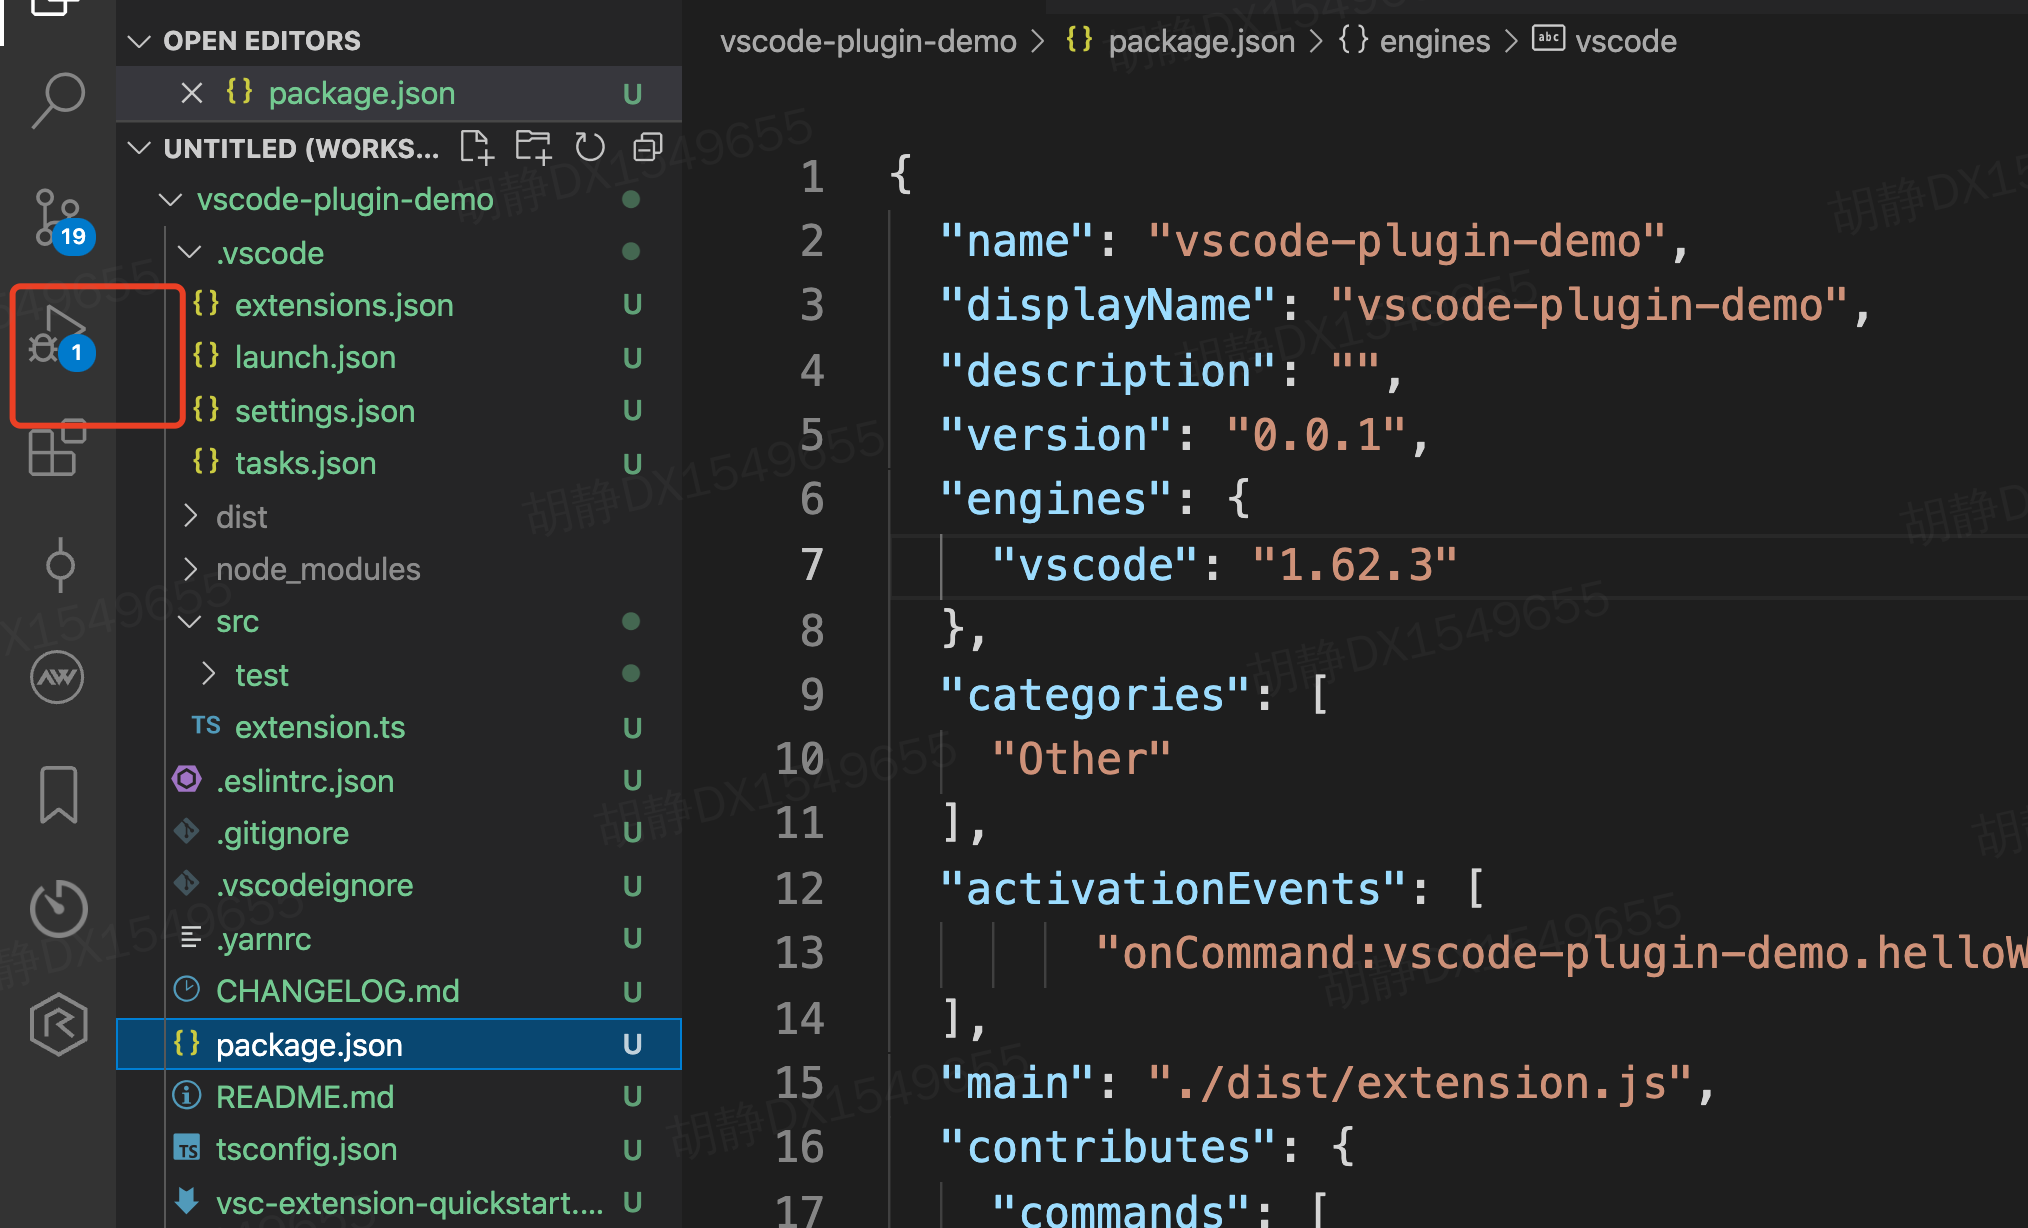 OPEN EDITORS
package.json U
UNTITLED (WORKS...
vscode-plugin-demo
.vscode
extensions.json U
launch.json U
settings.json U
tasks.json U
dist
node_modules
src
test
TS extension.ts U
.eslintrc.json U
.gitignore U
.vscodeignore U
.yarnrc U
CHANGELOG.md U
package.json U
README.md U
TS tsconfig.json U
vsc-extension-quickstart.... U
19
1
vscode-plugin-demo > {} package.json > {} engines > abc vscode
1 {
2 "name": "vscode-plugin-demo",
3 "displayName": "vscode-plugin-demo",
4 "description": "",
5 "version": "0.0.1",
6 "engines": {
7 "vscode": "1.62.3"
8 },
9 "categories": [
10 "Other"
11 ],
12 "activationEvents": [
13 "onCommand:vscode-plugin-demo.helloW
14 ],
15 "main": "./dist/extension.js",
16 "contributes": {
17 "commands": [
胡静DX1549655